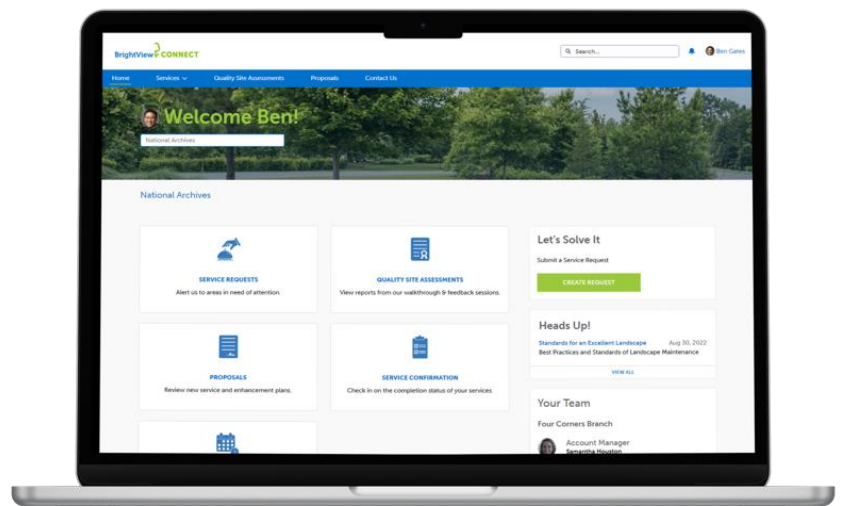 BrightView CONNECT
Search...
Ben Gates
Home Services Quality Site Assessments Proposals Contact Us
Welcome Ben!
National Archives
National Archives
SERVICE REQUESTS
Alert us to areas in need of attention.
QUALITY SITE ASSESSMENTS
View reports from our walkthrough & feedback sessions.
PROPOSALS
Review new service and enhancement plans.
SERVICE CONFIRMATION
Check in on the completion status of your services
Let's Solve It
Submit a Service Request
CREATE REQUEST
Heads Up!
Standards for an Excellent Landscape Aug 30, 2022
Best Practices and Standards of Landscape Maintenance
VIEW ALL
Your Team
Four Corners Branch
Account Manager
Samantha Houston